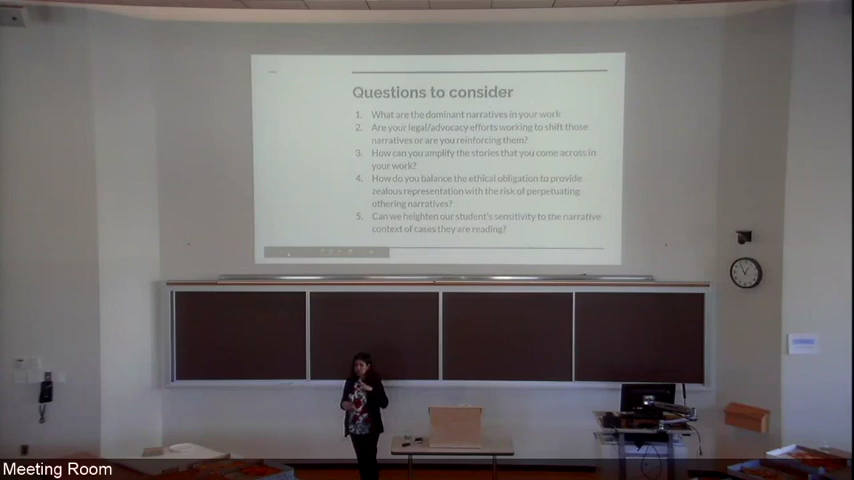 Questions to consider
1. What are the dominant narratives in your work
2. Are your legal/advocacy efforts working to shift those
narratives or are you reinforcing them?
3. How can you amplify the stories that you come across in
your work?
4. How do you balance the ethical obligation to provide
zealous representation with the risk of perpetuating
othering narratives?
5. Can we heighten our student's sensitivity to the narrative
context of cases they are reading?
Meeting Room